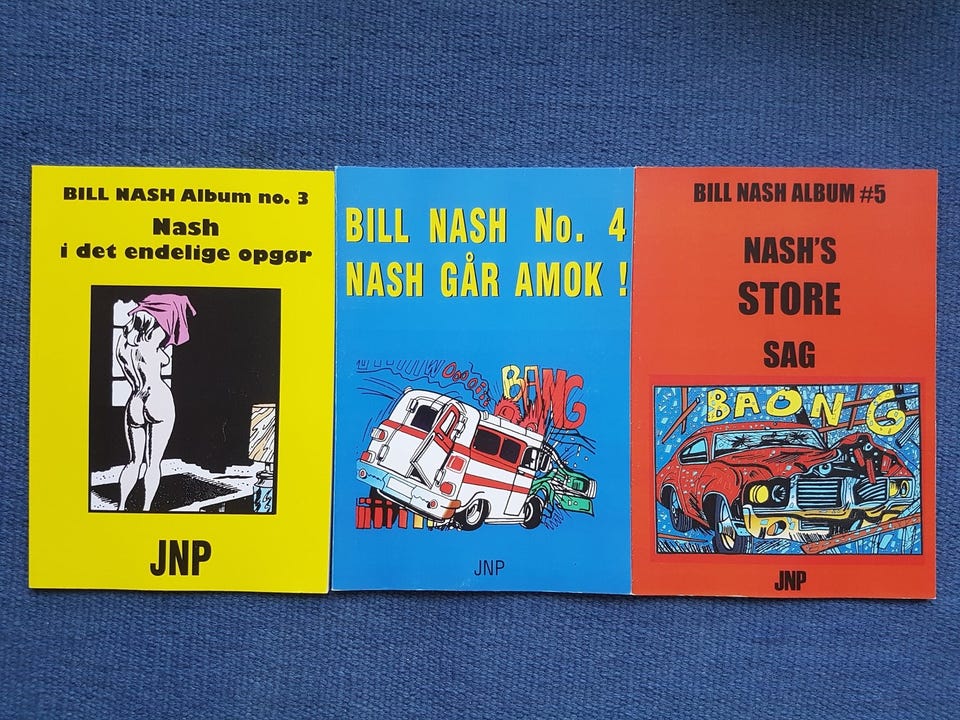 BILL NASH Album no. 3
Nash
i det endelige opgør
JNP
BILL NASH No. 4
NASH GÅR AMOK !
BANG
JNP
BILL NASH ALBUM #5
NASH'S
STORE
SAG
BAONG
JNP